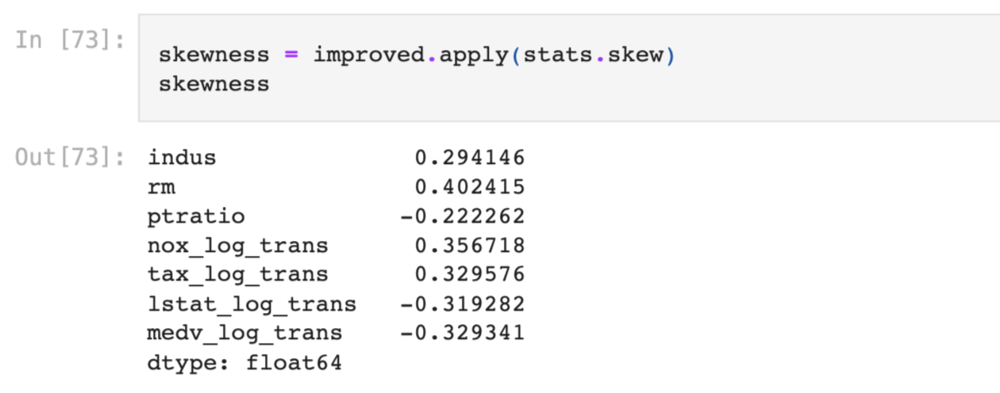 In [73]:
skewness = improved.apply(stats.skew)
skewness
Out[73]:
indus 0.294146
rm 0.402415
ptratio -0.222262
nox_log_trans 0.356718
tax_log_trans 0.329576
lstat_log_trans -0.319282
medv_log_trans -0.329341
dtype: float64